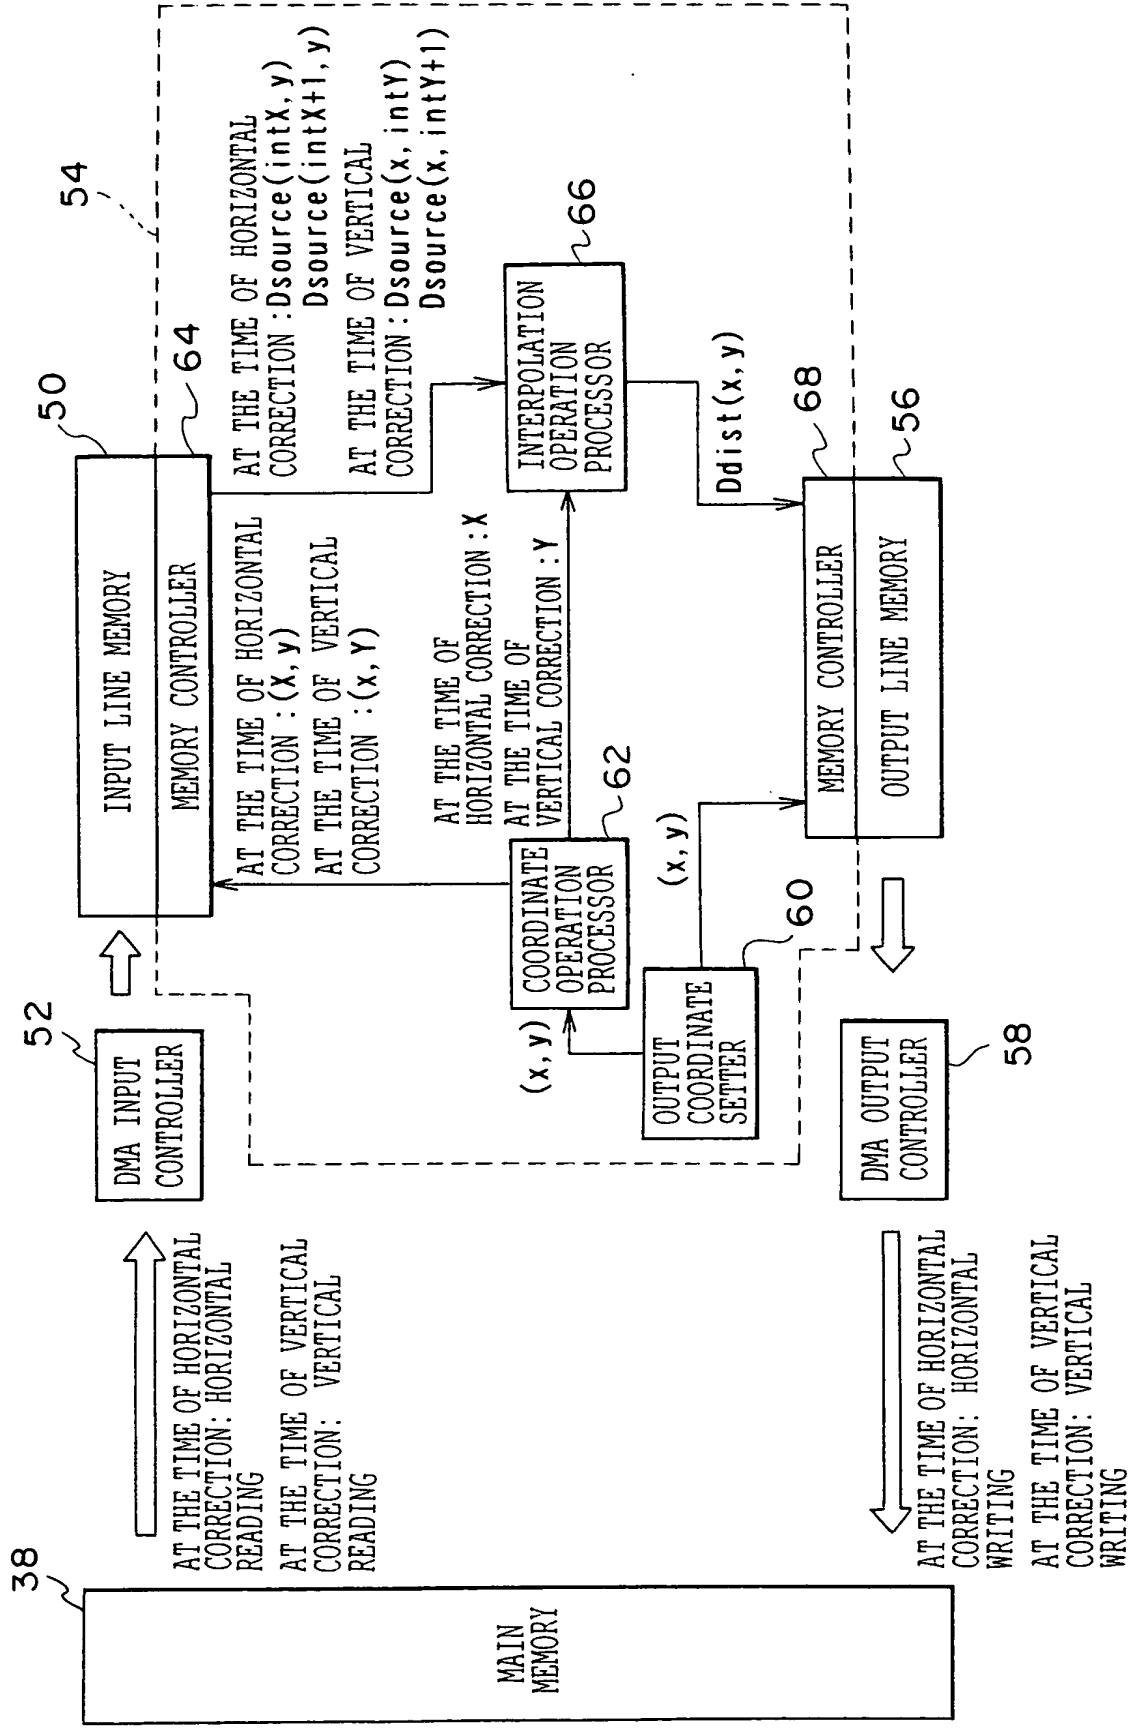 38
MAIN
MEMORY
AT THE TIME OF HORIZONTAL
CORRECTION: HORIZONTAL
READING
AT THE TIME OF VERTICAL
CORRECTION: VERTICAL
READING
52
DMA INPUT
CONTROLLER
50
INPUT LINE MEMORY
MEMORY CONTROLLER
64
54
AT THE TIME OF HORIZONTAL
CORRECTION :(X,y)
AT THE TIME OF VERTICAL
CORRECTION :(x,Y)
AT THE TIME OF HORIZONTAL
CORRECTION :Dsource(intX,y)
Dsource(intX+1,y)
AT THE TIME OF VERTICAL
CORRECTION :Dsource(x,intY)
Dsource(x,intY+1)
AT THE TIME OF
HORIZONTAL CORRECTION :X
AT THE TIME OF
VERTICAL CORRECTION :Y
(x,y)
COORDINATE
OPERATION
PROCESSOR
62
INTERPOLATION
OPERATION
PROCESSOR
66
OUTPUT
COORDINATE
SETTER
60
(x,y)
Ddist(x,y)
MEMORY CONTROLLER
68
OUTPUT LINE MEMORY
56
DMA OUTPUT
CONTROLLER
58
AT THE TIME OF HORIZONTAL
CORRECTION: HORIZONTAL
WRITING
AT THE TIME OF VERTICAL
CORRECTION: VERTICAL
WRITING